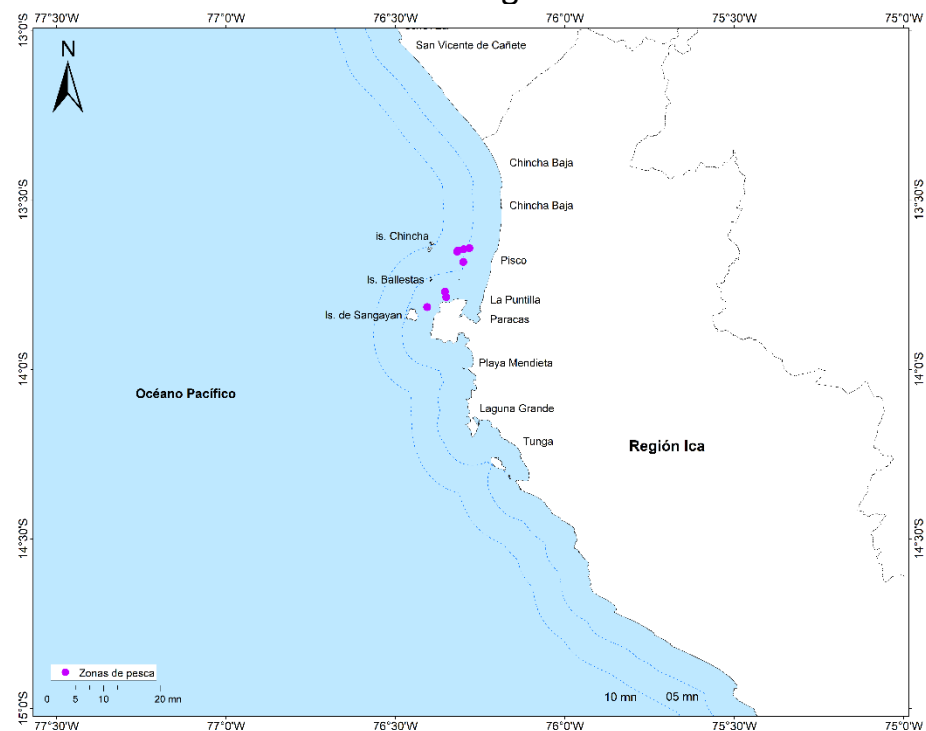 77°30'W 77°0'W 76°30'W 76°0'W 75°30'W 75°0'W
13°0'S
N
San Vicente de Cañete
Chincha Baja
13°30'S
13°30'S
Chincha Baja
is. Chincha
Pisco
Is. Ballestas
La Puntilla
Is. de Sangayan
Paracas
Playa Mendieta
14°0'S
14°0'S
Océano Pacífico
Laguna Grande
Tunga
Región Ica
14°30'S
14°30'S
Zonas de pesca
0 5 10 20 mn
10 mn 05 mn
15°0'S
15°0'S
77°30'W 77°0'W 76°30'W 76°0'W 75°30'W 75°0'W